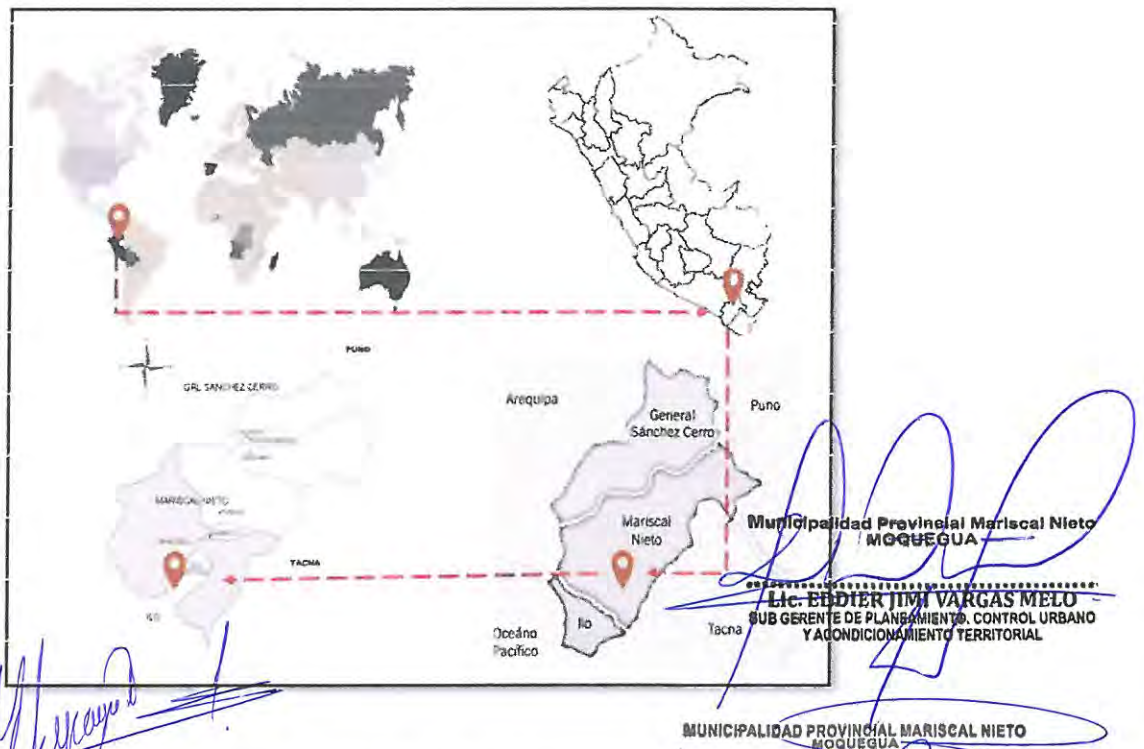 PUNO
GRL SANCHEZ CERRO
Arequipa
Puno
General
Sánchez Cerro
MARISCAL NIETO
Mariscal
Nieto
TACNA
ILO
Ilo
Océano
Pacífico
Tacna
Municipalidad Provincial Mariscal Nieto
MOQUEGUA
Lic. EDDIER JIMI VARGAS MELO
SUB GERENTE DE PLANEAMIENTO, CONTROL URBANO
Y ACONDICIONAMIENTO TERRITORIAL
MUNICIPALIDAD PROVINCIAL MARISCAL NIETO
MOQUEGUA